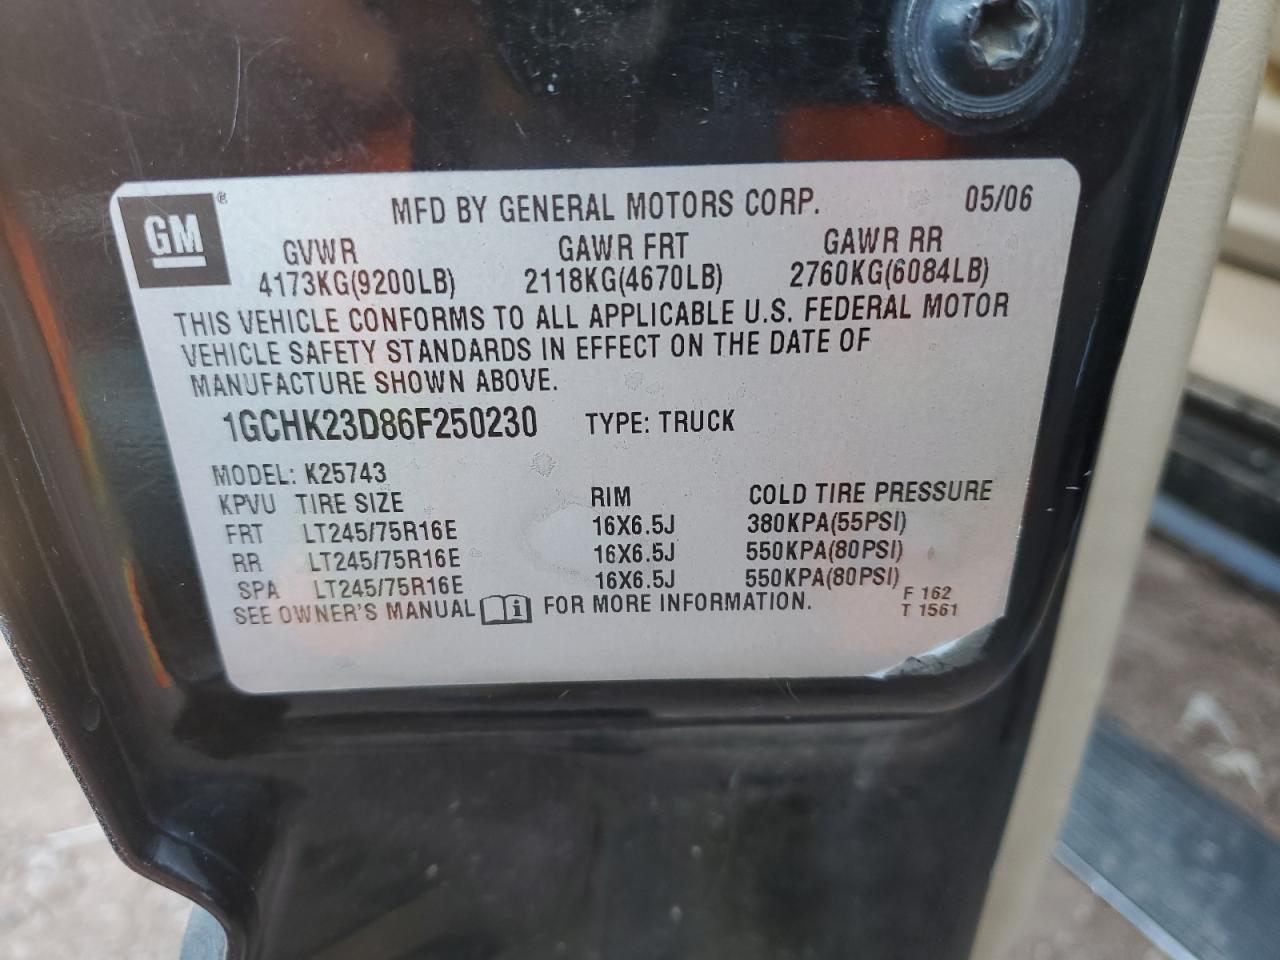 GM ® MFD BY GENERAL MOTORS CORP. 05/06
GVWR GAWR FRT GAWR RR
4173KG(9200LB) 2118KG(4670LB) 2760KG(6084LB)
THIS VEHICLE CONFORMS TO ALL APPLICABLE U.S. FEDERAL MOTOR
VEHICLE SAFETY STANDARDS IN EFFECT ON THE DATE OF
MANUFACTURE SHOWN ABOVE.
1GCHK23D86F250230 TYPE: TRUCK
MODEL: K25743
KPVU TIRE SIZE RIM COLD TIRE PRESSURE
FRT LT245/75R16E 16X6.5J 380KPA(55PSI)
RR LT245/75R16E 16X6.5J 550KPA(80PSI)
SPA LT245/75R16E 16X6.5J 550KPA(80PSI)
SEE OWNER'S MANUAL i FOR MORE INFORMATION.
F 162
T 1561